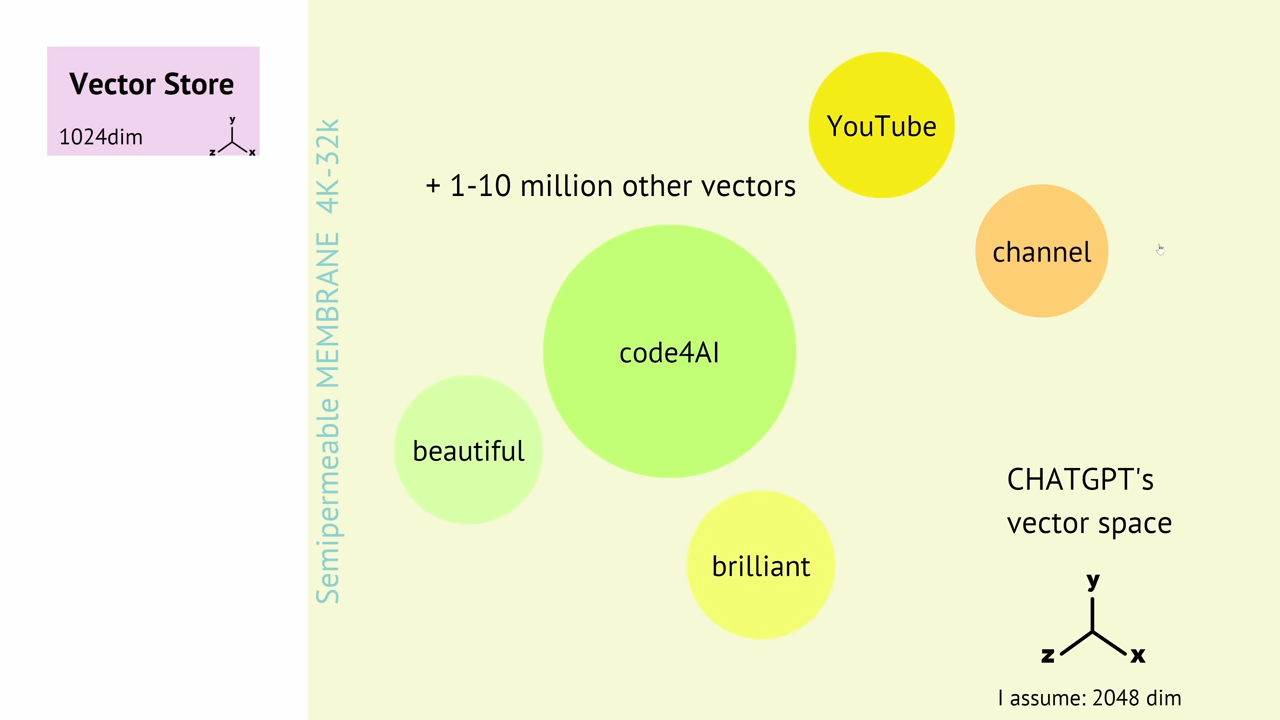 Vector Store
1024dim
y
z
x
Semipermeable MEMBRANE 4K-32k
+ 1-10 million other vectors
YouTube
channel
code4AI
beautiful
brilliant
CHATGPT's
vector space
y
z
x
I assume: 2048 dim